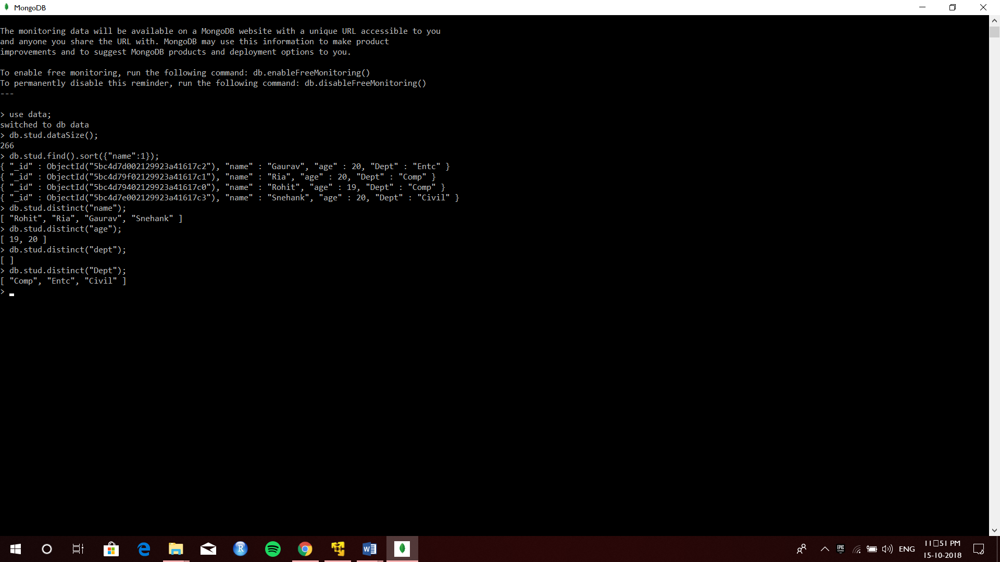 MongoDB
The monitoring data will be available on a MongoDB website with a unique URL accessible to you
and anyone you share the URL with. MongoDB may use this information to make product
improvements and to suggest MongoDB products and deployment options to you.
To enable free monitoring, run the following command: db.enableFreeMonitoring()
To permanently disable this reminder, run the following command: db.disableFreeMonitoring()
---
> use data;
switched to db data
> db.stud.dataSize();
266
> db.stud.find().sort({"name":1});
{ "_id" : ObjectId("5bc4d7d002129923a41617c2"), "name" : "Gaurav", "age" : 20, "Dept" : "Entc" }
{ "_id" : ObjectId("5bc4d79f02129923a41617c1"), "name" : "Ria", "age" : 20, "Dept" : "Comp" }
{ "_id" : ObjectId("5bc4d79402129923a41617c0"), "name" : "Rohit", "age" : 19, "Dept" : "Comp" }
{ "_id" : ObjectId("5bc4d7e002129923a41617c3"), "name" : "Snehank", "age" : 20, "Dept" : "Civil" }
> db.stud.distinct("name");
[ "Rohit", "Ria", "Gaurav", "Snehank" ]
> db.stud.distinct("age");
[ 19, 20 ]
> db.stud.distinct("dept");
[ ]
> db.stud.distinct("Dept");
[ "Comp", "Entc", "Civil" ]
>
R
W
EPIC
ENG
11□51 PM
15-10-2018